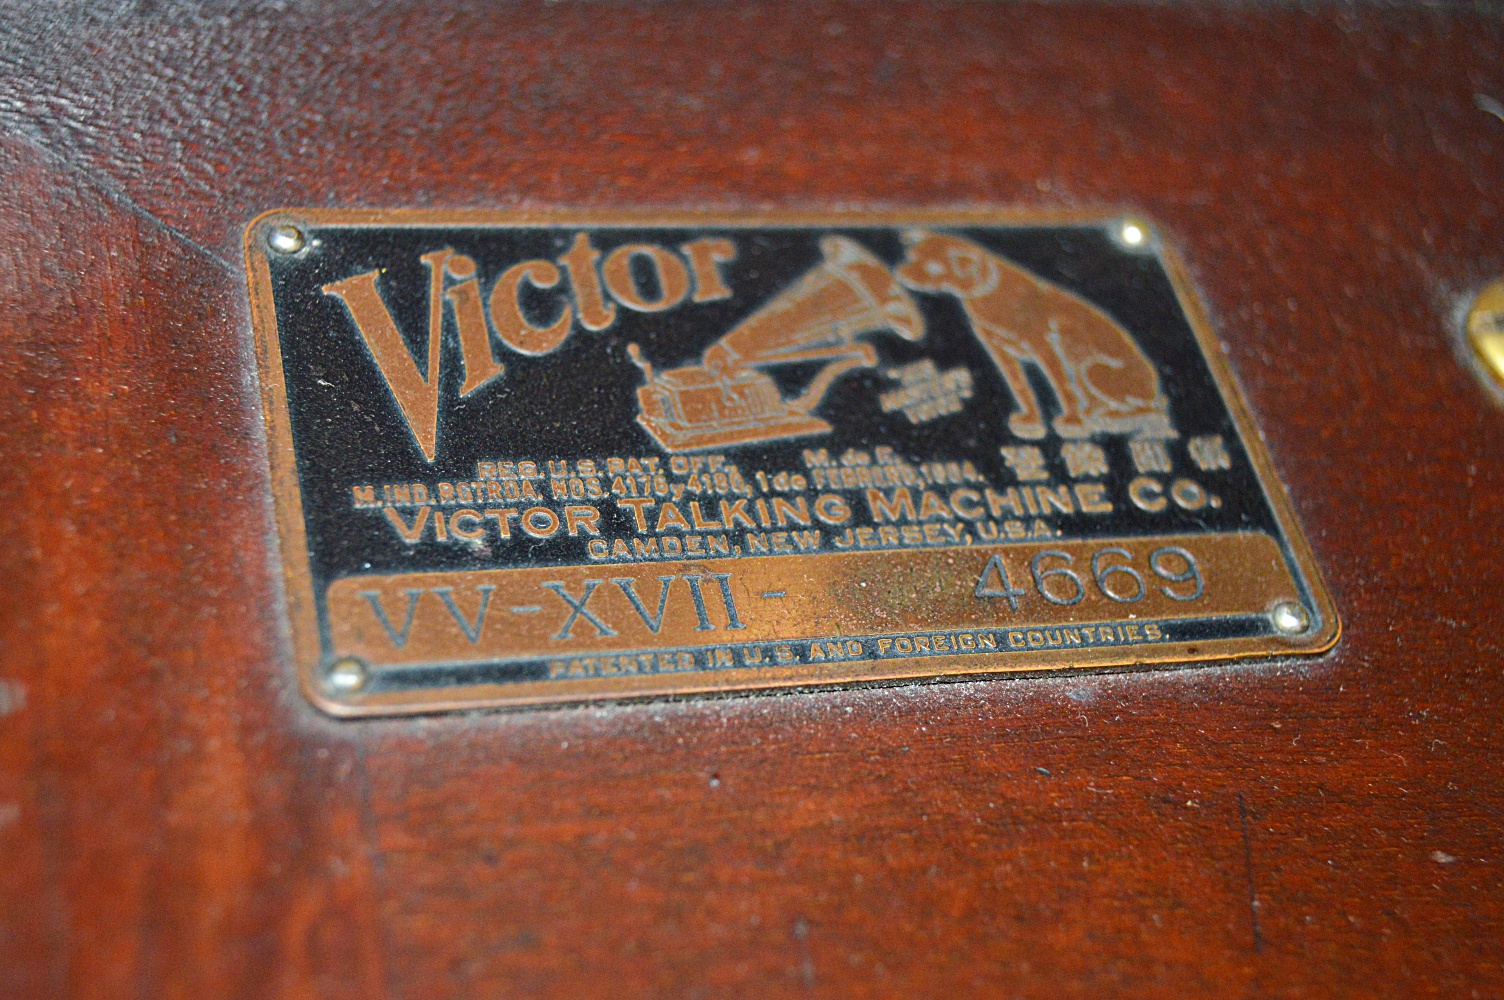 Victor
REG. U.S. PAT. OFF. M. de F.
M. IND. RGTRDA. NOS. 4176 y 4186, 1 de FEBRERO, 1904.
VICTOR TALKING MACHINE CO.
CAMDEN, NEW JERSEY, U.S.A.
VV-XVII- 4669
PATENTED IN U.S. AND FOREIGN COUNTRIES.